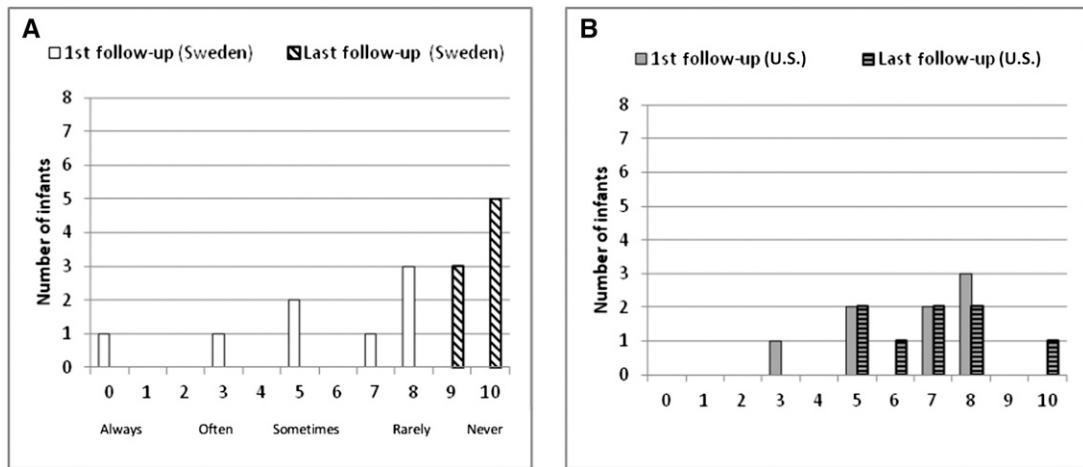 A
1st follow-up (Sweden) Last follow-up (Sweden)
Number of infants
8
7
6
5
4
3
2
1
0
0 1 2 3 4 5 6 7 8 9 10
Always Often Sometimes Rarely Never
B
1st follow-up (U.S.) Last follow-up (U.S.)
Number of infants
8
7
6
5
4
3
2
1
0
0 1 2 3 4 5 6 7 8 9 10